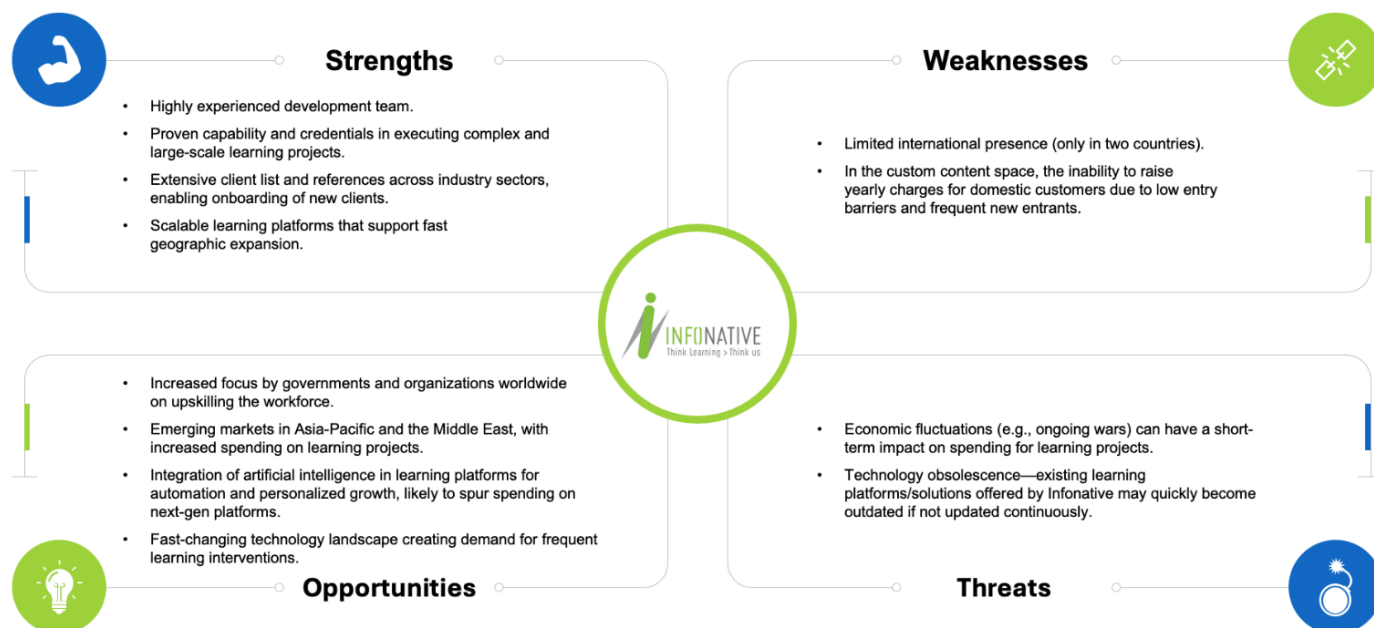 Strengths
• Highly experienced development team.
• Proven capability and credentials in executing complex and
large-scale learning projects.
• Extensive client list and references across industry sectors,
enabling onboarding of new clients.
• Scalable learning platforms that support fast
geographic expansion.
Weaknesses
• Limited international presence (only in two countries).
• In the custom content space, the inability to raise
yearly charges for domestic customers due to low entry
barriers and frequent new entrants.
INFONATIVE
Think Learning > Think us
• Increased focus by governments and organizations worldwide
on upskilling the workforce.
• Emerging markets in Asia-Pacific and the Middle East, with
increased spending on learning projects.
• Integration of artificial intelligence in learning platforms for
automation and personalized growth, likely to spur spending on
next-gen platforms.
• Fast-changing technology landscape creating demand for frequent
learning interventions.
Opportunities
• Economic fluctuations (e.g., ongoing wars) can have a short-
term impact on spending for learning projects.
• Technology obsolescence—existing learning
platforms/solutions offered by Infonative may quickly become
outdated if not updated continuously.
Threats